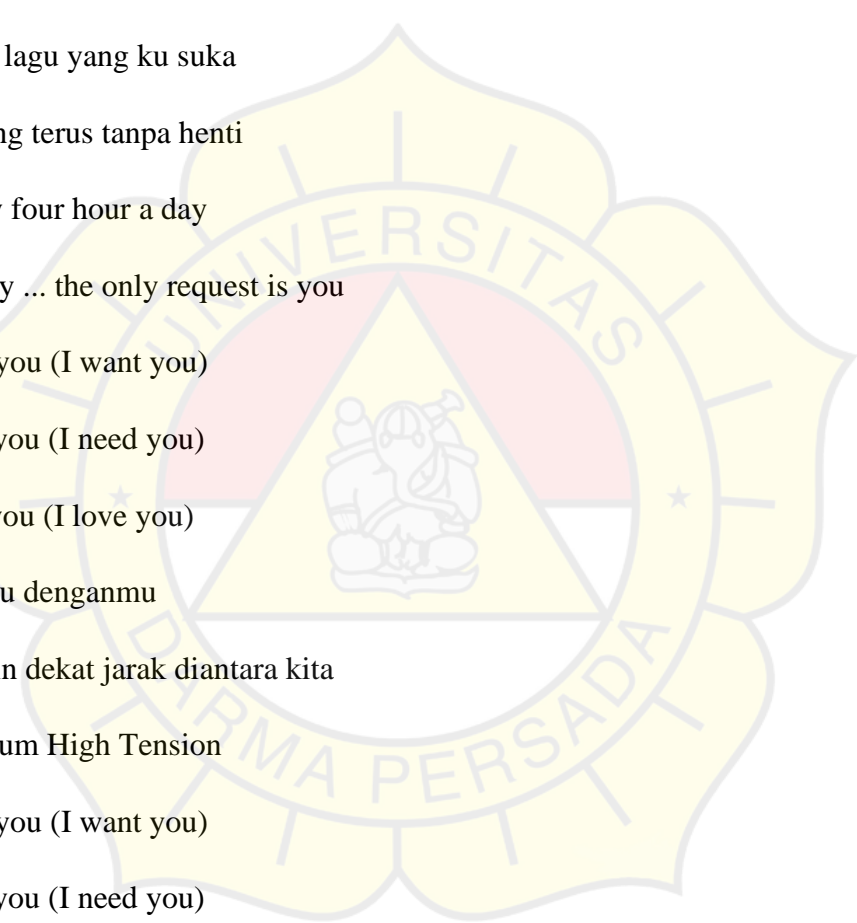 lagu yang ku suka
ng terus tanpa henti
four hour a day
y ... the only request is you
you (I want you)
you (I need you)
you (I love you)
u denganmu
in dekat jarak diantara kita
um High Tension
you (I want you)
you (I need you)
UNIVERSITAS
DARMA PERSADA